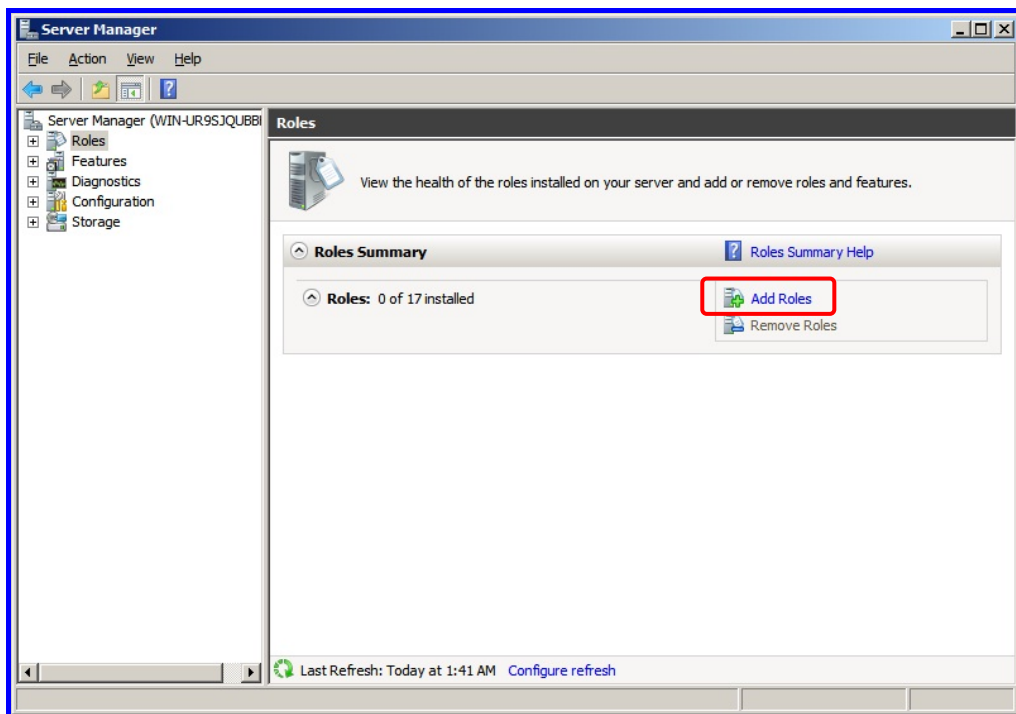 Server Manager
File Action View Help
Server Manager (WIN-UR9SJQUBB
Roles
Features
Diagnostics
Configuration
Storage
Roles
View the health of the roles installed on your server and add or remove roles and features.
Roles Summary
Roles Summary Help
Roles: 0 of 17 installed
Add Roles
Remove Roles
Last Refresh: Today at 1:41 AM Configure refresh